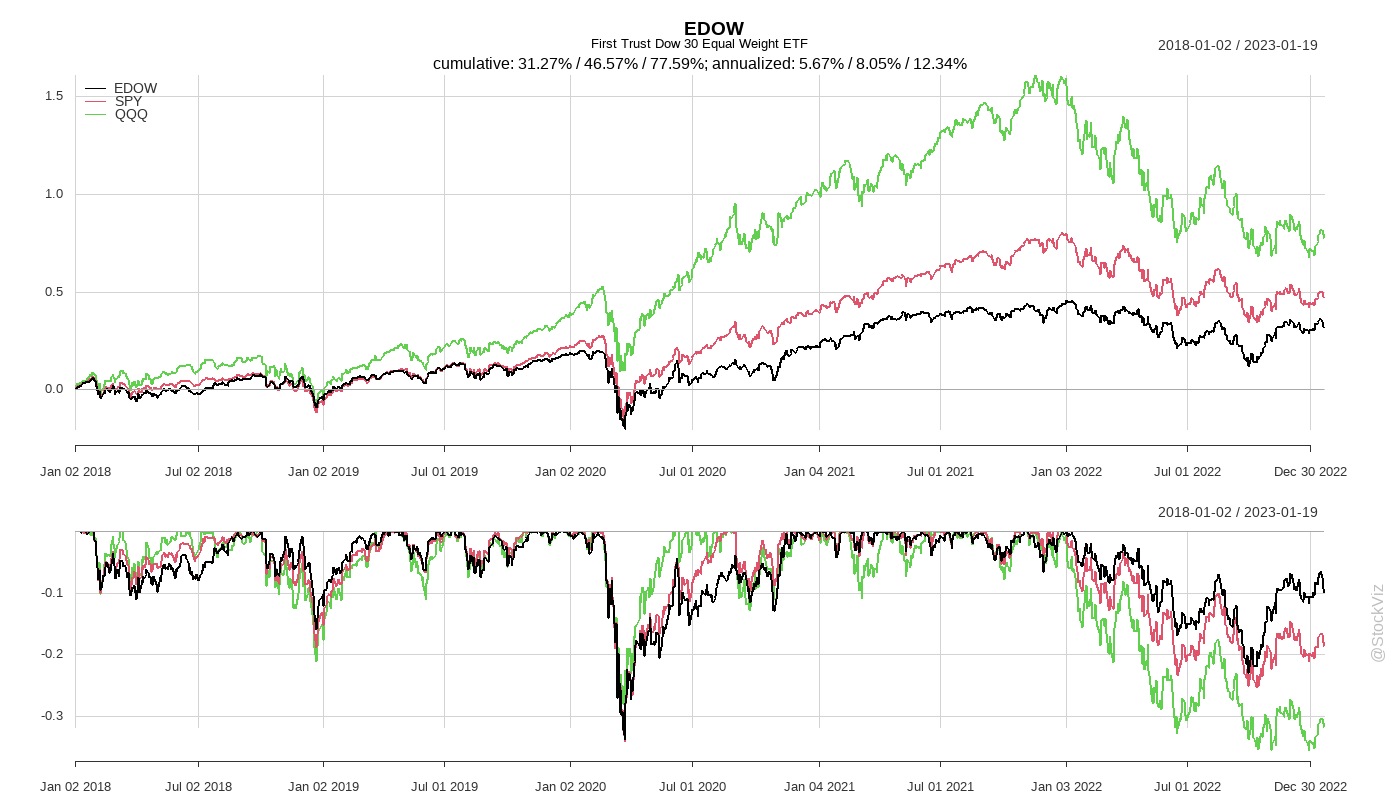 EDOW
First Trust Dow 30 Equal Weight ETF
2018-01-02 / 2023-01-19
cumulative: 31.27% / 46.57% / 77.59%; annualized: 5.67% / 8.05% / 12.34%
EDOW
SPY
QQQ
1.5
1.0
0.5
0.0
Jan 02 2018 Jul 02 2018 Jan 02 2019 Jul 01 2019 Jan 02 2020 Jul 01 2020 Jan 04 2021 Jul 01 2021 Jan 03 2022 Jul 01 2022 Dec 30 2022
2018-01-02 / 2023-01-19
-0.1
-0.2
-0.3
Jan 02 2018 Jul 02 2018 Jan 02 2019 Jul 01 2019 Jan 02 2020 Jul 01 2020 Jan 04 2021 Jul 01 2021 Jan 03 2022 Jul 01 2022 Dec 30 2022
@StockViz